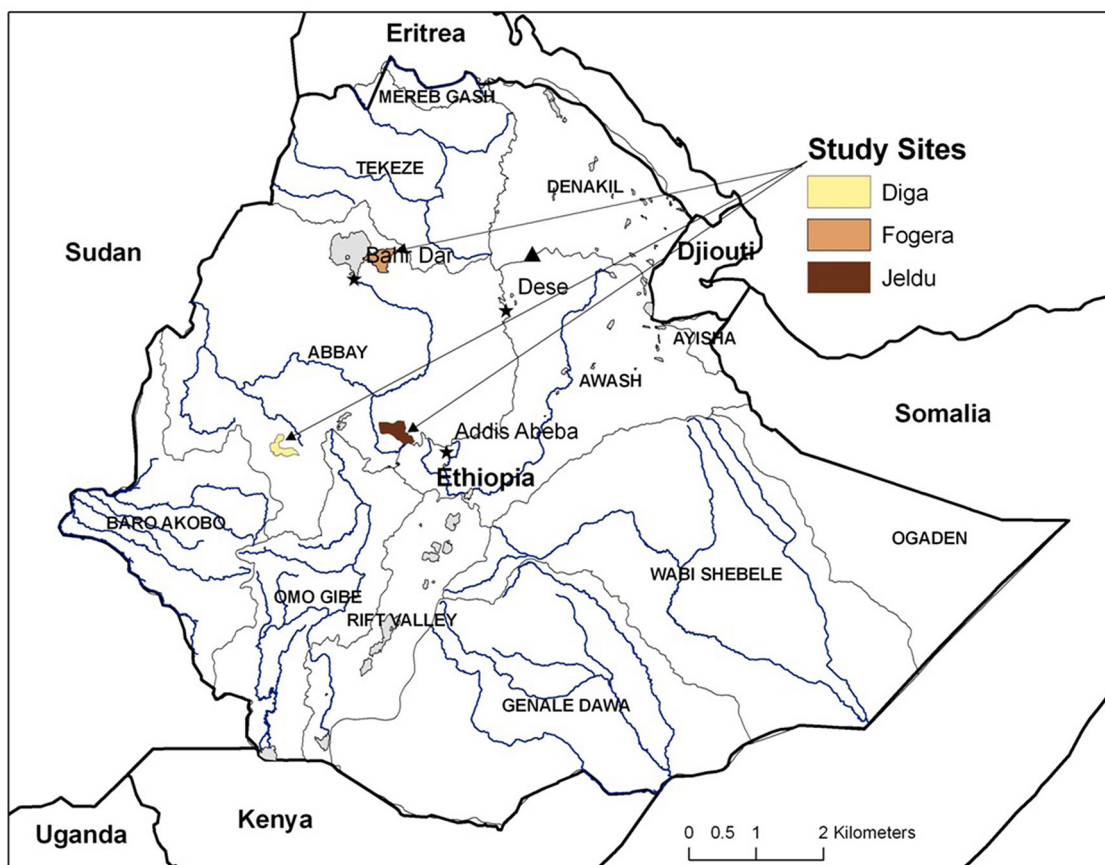 Eritrea
MEREB GASH
TEKEZE
DENAKIL
Study Sites
Diga
Fogera
Jeldu
Sudan
Bahr Dar
Djiouti
Dese
AYISHA
ABBAY
AWASH
Somalia
Addis Abeba
Ethiopia
BARO AKOBO
OGADEN
WABI SHEBELE
OMO GIBE
RIFT VALLEY
GENALE DAWA
Kenya
Uganda
0 0.5 1 2 Kilometers